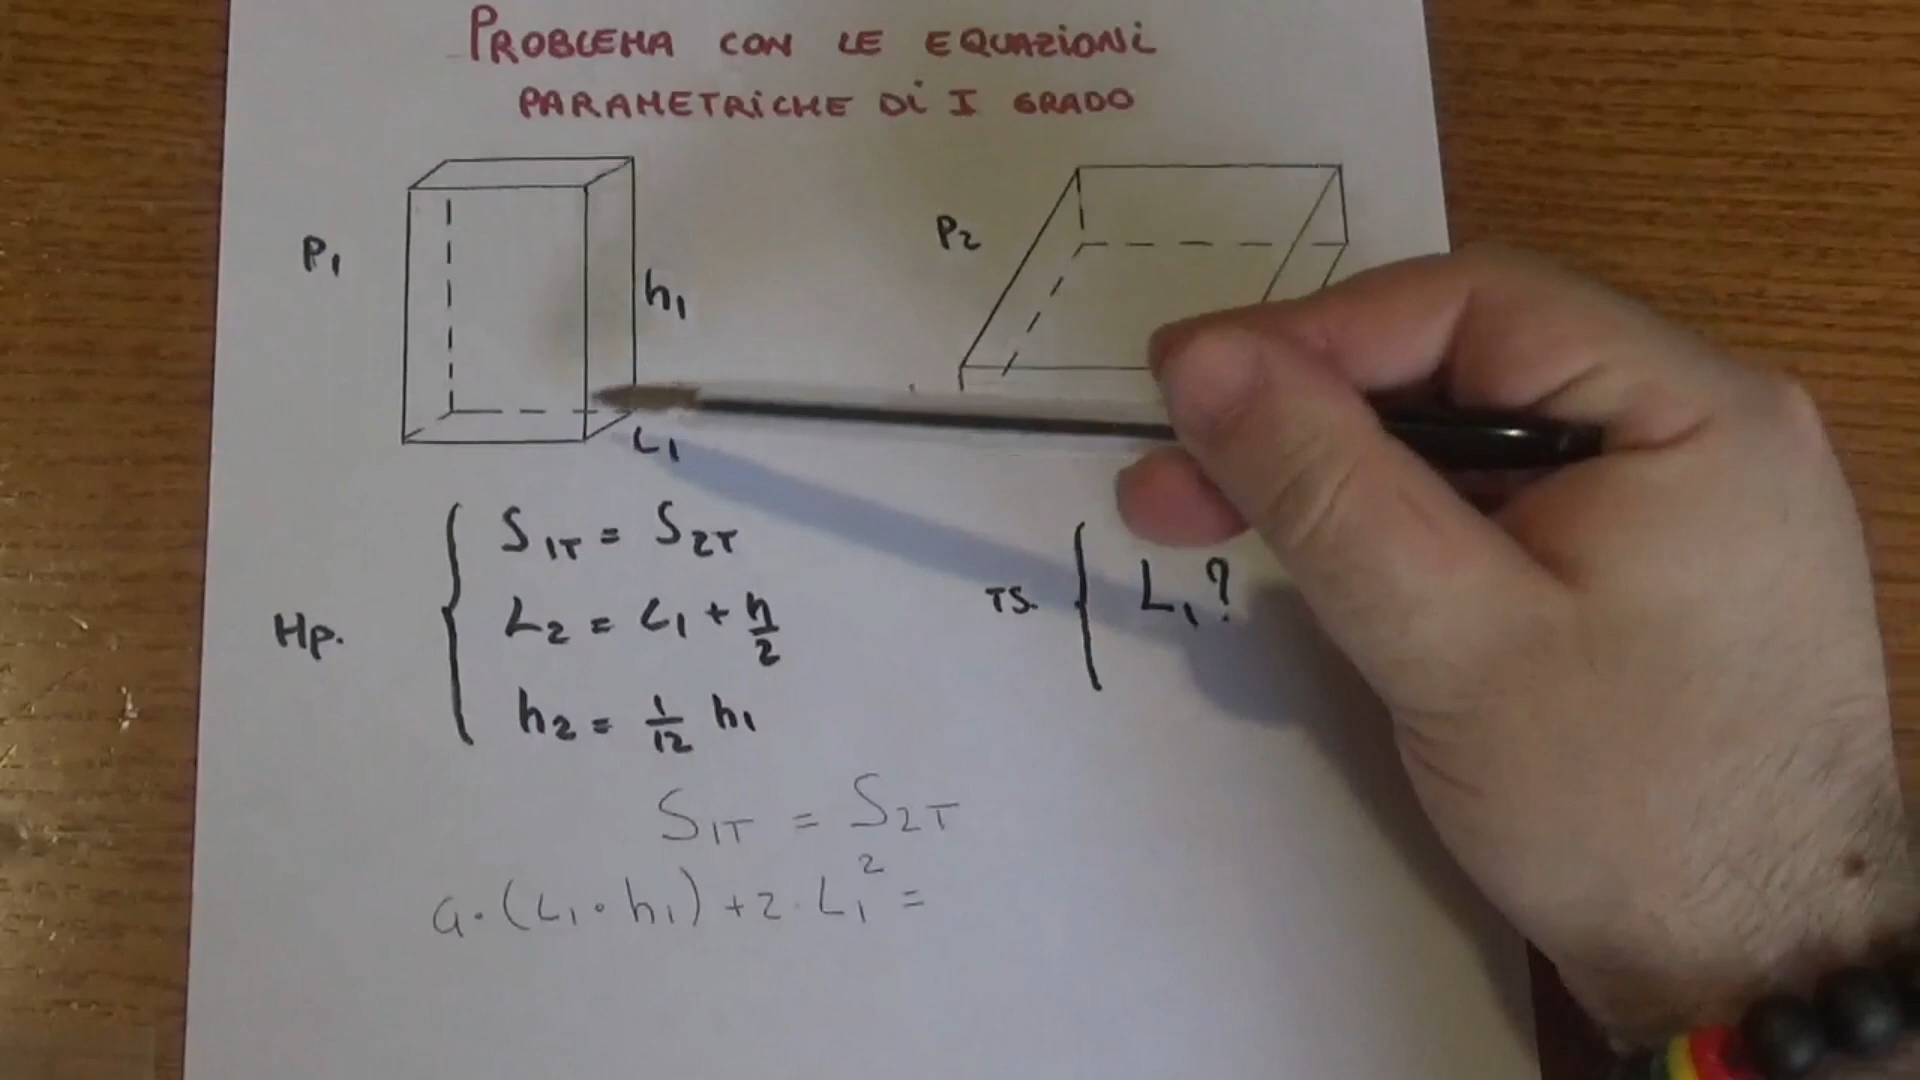 PROBLEMA CON LE EQUAZIONI
PARAMETRICHE DI I GRADO
P1
h1
L1
P2
Hp.
S1T = S2T
L2 = L1 + h/2
h2 = 1/12 h1
TS.
L1?
S1T = S2T
4·(L1·h1)+2·L1² =